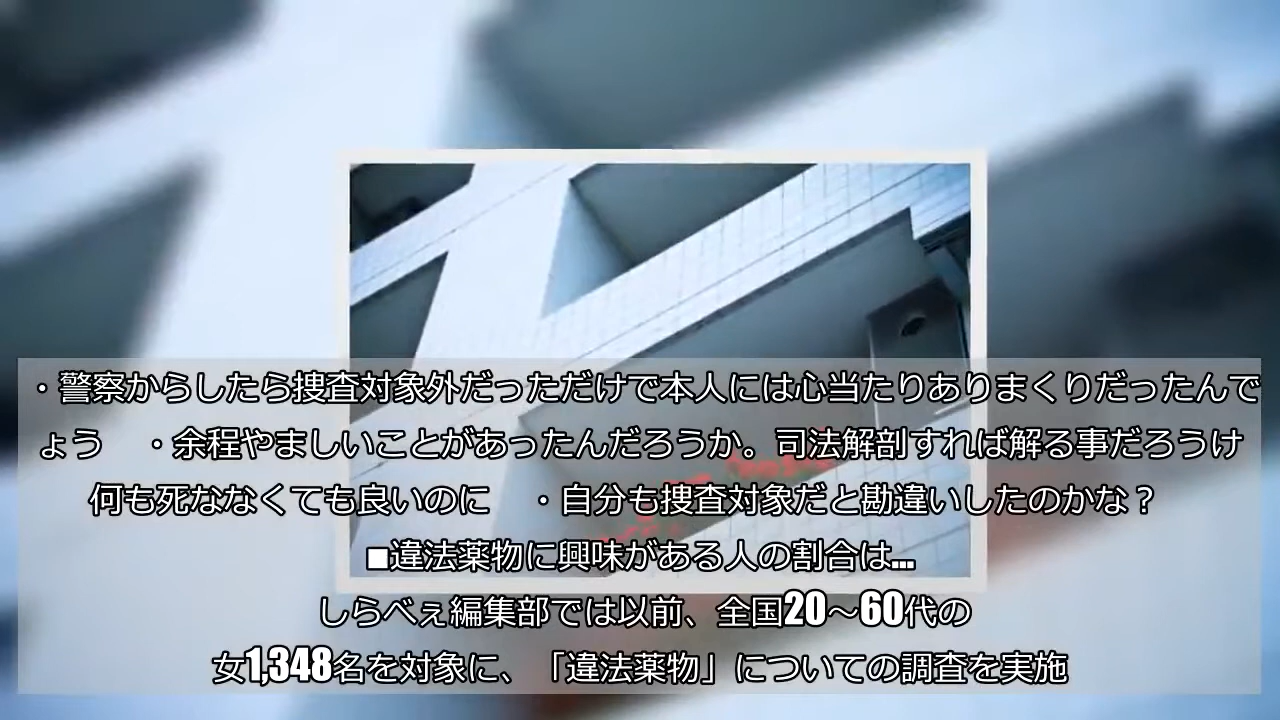 ・警察からしたら捜査対象外だっただけで本人には心当たりありまくりだったんで
ょう　・余程やましいことがあったんだろうか。司法解剖すれば解る事だろうけ
何も死ななくても良いのに　・自分も捜査対象だと勘違いしたのかな？
■違法薬物に興味がある人の割合は…
しらべぇ編集部では以前、全国20～60代の
女1,348名を対象に、「違法薬物」についての調査を実施